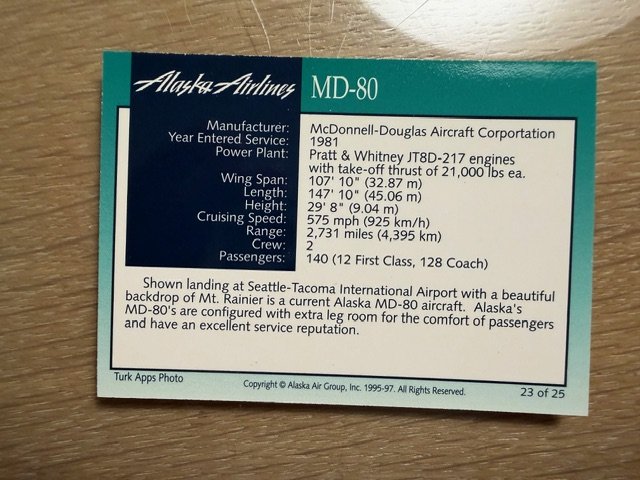 Alaska Airlines MD-80
Manufacturer: McDonnell-Douglas Aircraft Corportation
Year Entered Service: 1981
Power Plant: Pratt & Whitney JT8D-217 engines
with take-off thrust of 21,000 lbs ea.
Wing Span: 107' 10" (32.87 m)
Length: 147' 10" (45.06 m)
Height: 29' 8" (9.04 m)
Cruising Speed: 575 mph (925 km/h)
Range: 2,731 miles (4,395 km)
Crew: 2
Passengers: 140 (12 First Class, 128 Coach)
Shown landing at Seattle-Tacoma International Airport with a beautiful
backdrop of Mt. Rainier is a current Alaska MD-80 aircraft. Alaska's
MD-80's are configured with extra leg room for the comfort of passengers
and have an excellent service reputation.
Turk Apps Photo
Copyright © Alaska Air Group, Inc. 1995-97. All Rights Reserved.
23 of 25